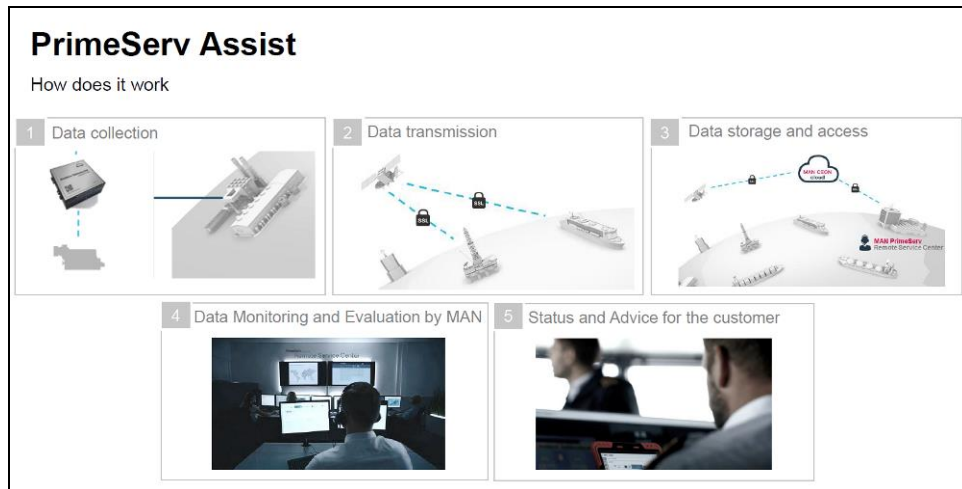 PrimeServ Assist
How does it work
1 Data collection
2 Data transmission
SSL
SSL
3 Data storage and access
MAN CEON
cloud
MAN PrimeServ
Remote Service Center
4 Data Monitoring and Evaluation by MAN
Remote Service Center
5 Status and Advice for the customer